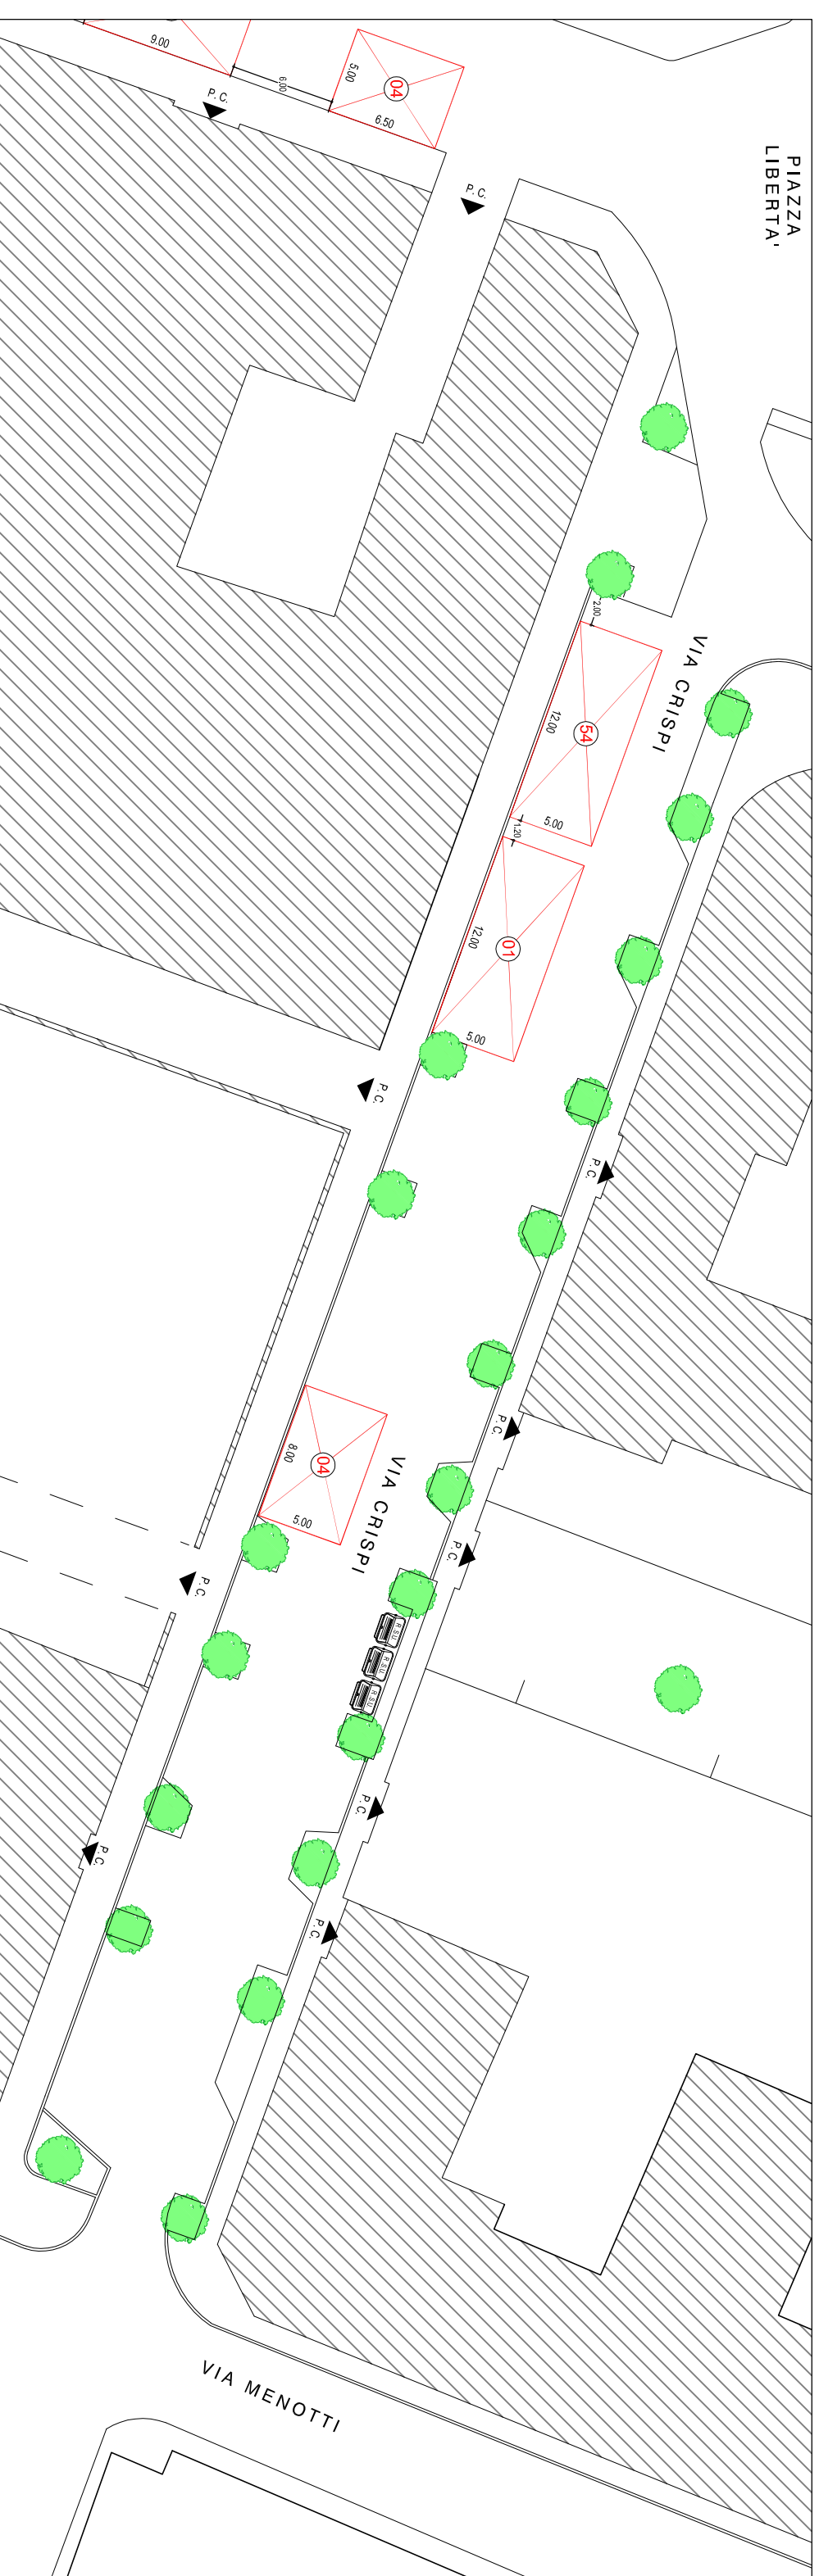 9.00
6.00
5.00
04
6.50
P. C.
P. C.
PIAZZA
LIBERTA'
2.00
VIA CRISPI
54
12.00
5.00
1.20
01
12.00
5.00
P. C.
P. C.
P. C.
04
8.00
5.00
VIA CRISPI
P. C.
P. C.
R.S.U.
R.S.U.
R.S.U.
P. C.
P. C.
P. C.
VIA MENOTTI